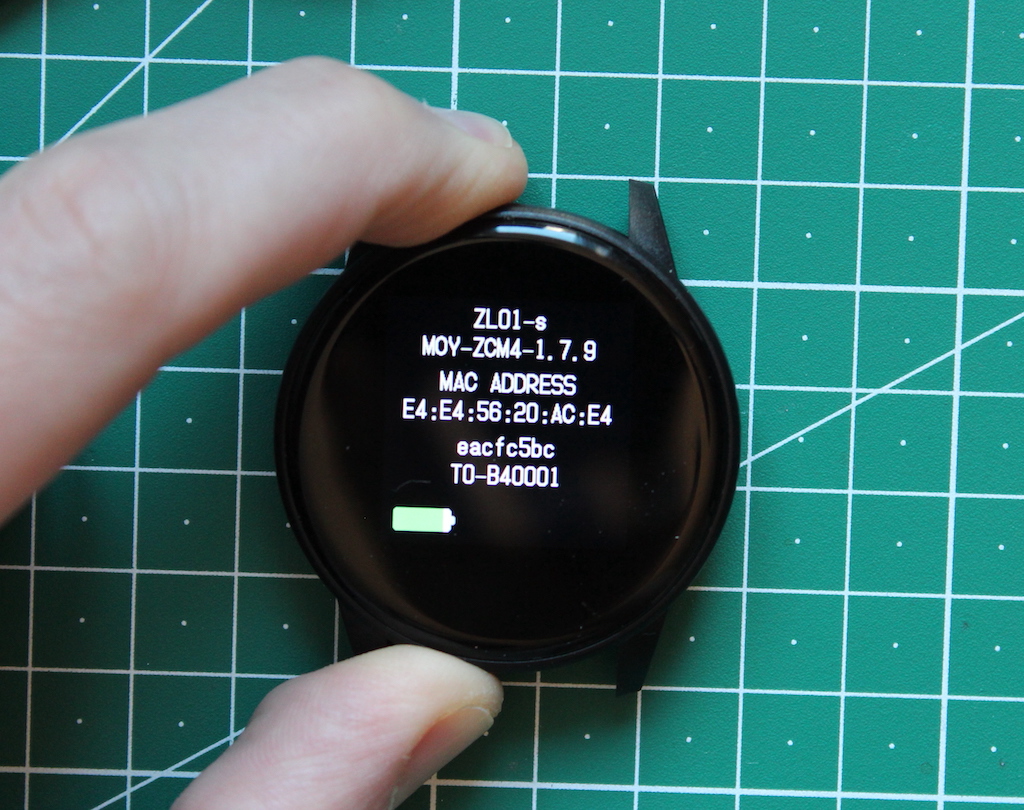 ZL01-s
MOY-ZCM4-1.7.9
MAC ADDRESS
E4:E4:56:20:AC:E4
eacfc5bc
TO-B40001